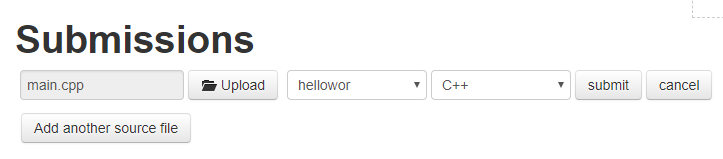 Submissions
main.cpp Upload hellowor C++ submit cancel
Add another source file